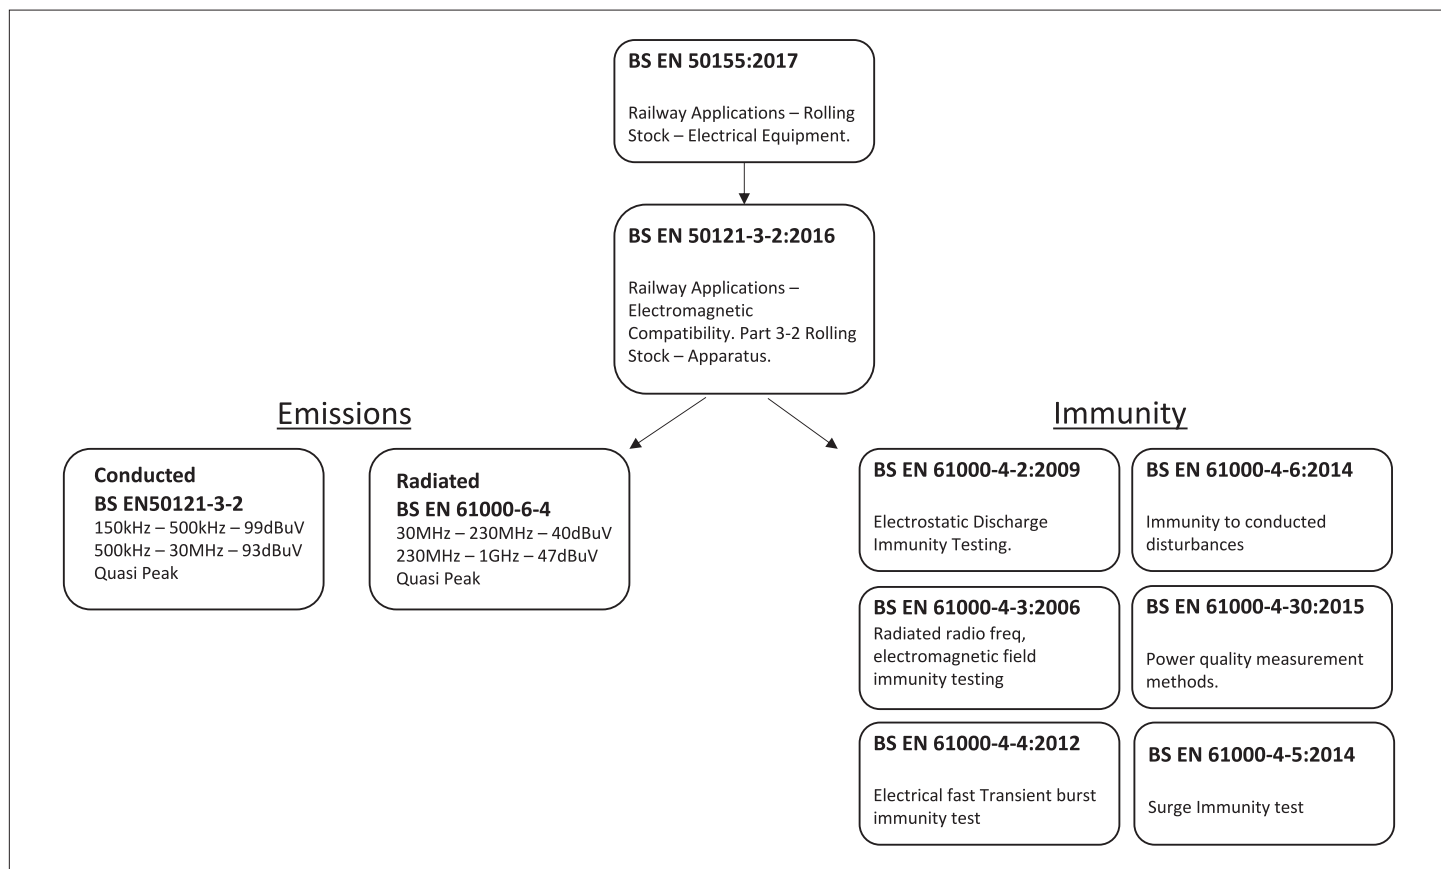 BS EN 50155:2017
Railway Applications – Rolling
Stock – Electrical Equipment.
BS EN 50121-3-2:2016
Railway Applications –
Electromagnetic
Compatibility. Part 3-2 Rolling
Stock – Apparatus.
Emissions
Conducted
BS EN50121-3-2
150kHz – 500kHz – 99dBuV
500kHz – 30MHz – 93dBuV
Quasi Peak
Radiated
BS EN 61000-6-4
30MHz – 230MHz – 40dBuV
230MHz – 1GHz – 47dBuV
Quasi Peak
Immunity
BS EN 61000-4-2:2009
Electrostatic Discharge
Immunity Testing.
BS EN 61000-4-6:2014
Immunity to conducted
disturbances
BS EN 61000-4-3:2006
Radiated radio freq,
electromagnetic field
immunity testing
BS EN 61000-4-30:2015
Power quality measurement
methods.
BS EN 61000-4-4:2012
Electrical fast Transient burst
immunity test
BS EN 61000-4-5:2014
Surge Immunity test